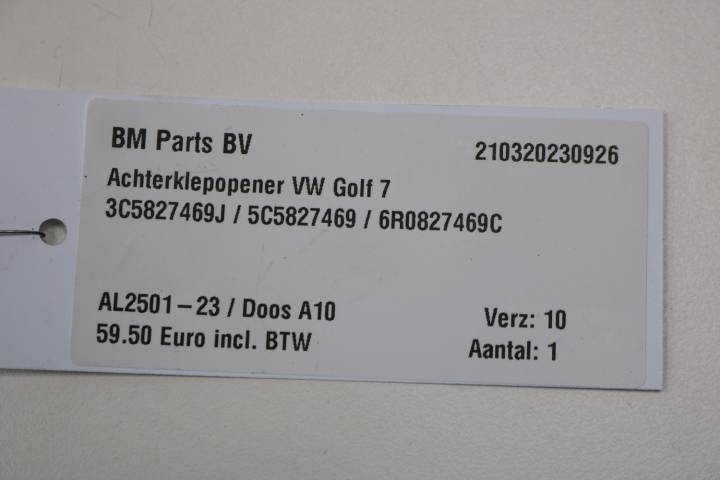 BM Parts BV 210320230926
Achterklepopener VW Golf 7
3C5827469J / 5C5827469 / 6R0827469C
AL2501-23 / Doos A10 Verz: 10
59.50 Euro incl. BTW Aantal: 1